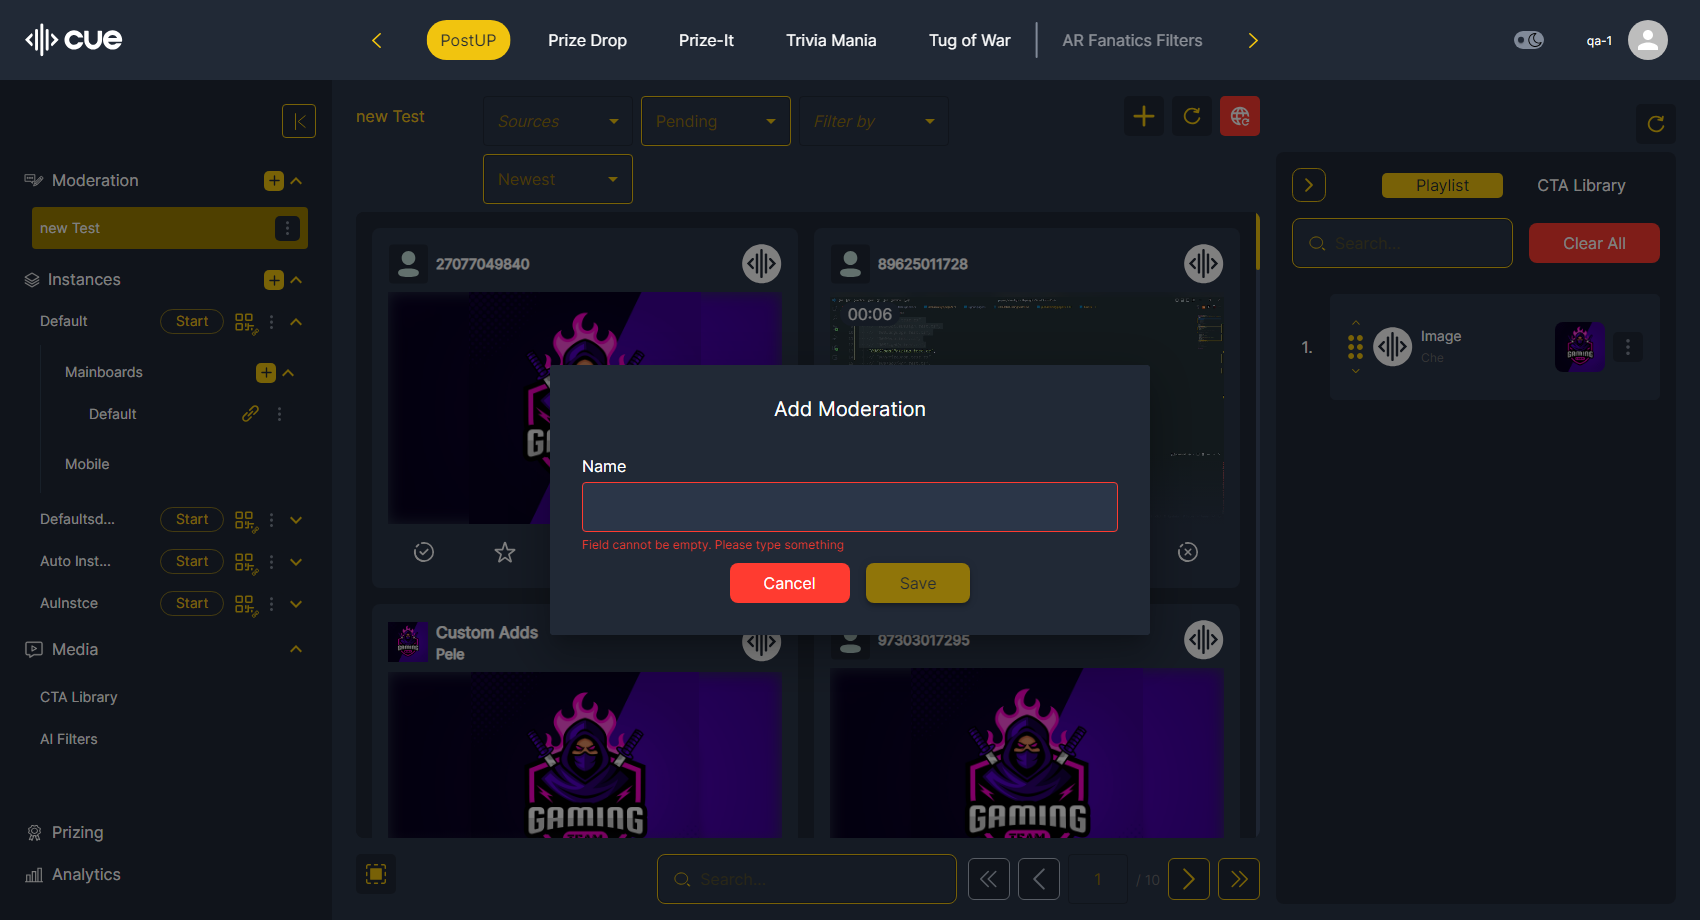 cue
PostUP
Prize Drop
Prize-It
Trivia Mania
Tug of War
AR Fanatics Filters
qa-1
Moderation
new Test
Instances
Default
Start
Mainboards
Default
Mobile
Defaultsd...
Start
Auto Inst...
Start
AuInstce
Start
Media
CTA Library
AI Filters
Prizing
Analytics
new Test
Sources
Pending
Filter by
Newest
27077049840
89625011728
00:06
Add Moderation
Name
Field cannot be empty. Please type something
Cancel
Save
Custom Adds
Pele
97303017295
GAMING
TEAM
GAMING
TEAM
Search...
1
/ 10
Playlist
CTA Library
Search...
Clear All
1.
Image
Che
GAMING